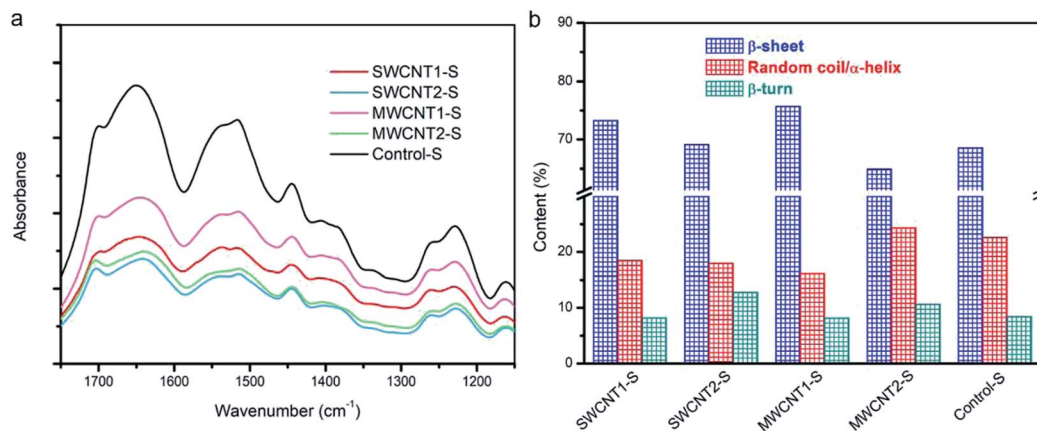 a
Absorbance
SWCNT1-S
SWCNT2-S
MWCNT1-S
MWCNT2-S
Control-S
1700 1600 1500 1400 1300 1200
Wavenumber (cm⁻¹)
b
Content (%)
90
80
70
20
10
0
β-sheet
Random coil/α-helix
β-turn
SWCNT1-S
SWCNT2-S
MWCNT1-S
MWCNT2-S
Control-S